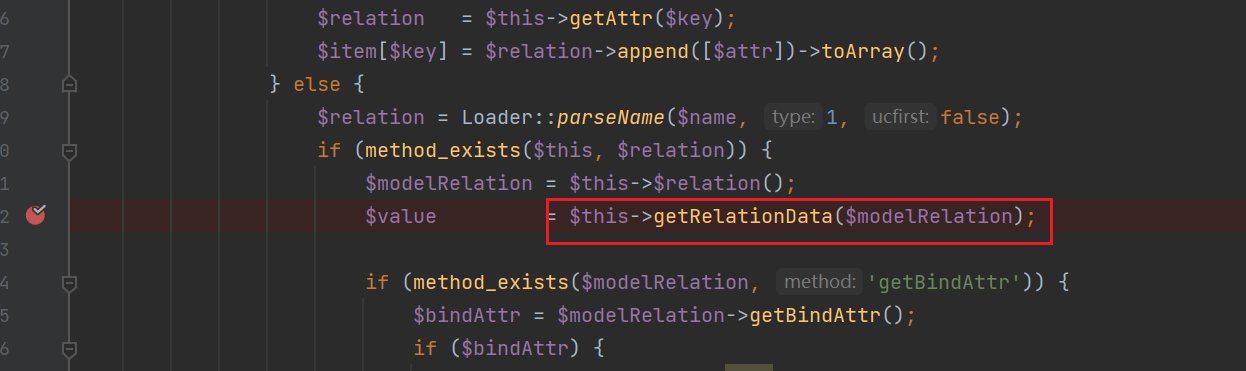 6 $relation   = $this->getAttr($key);
7 $item[$key] = $relation->append([$attr])->toArray();
8 } else {
9 $relation = Loader::parseName($name, type: 1, ucfirst: false);
0 if (method_exists($this, $relation)) {
1 $modelRelation = $this->$relation();
2 $value         = $this->getRelationData($modelRelation);
3
4 if (method_exists($modelRelation, method: 'getBindAttr')) {
5 $bindAttr = $modelRelation->getBindAttr();
6 if ($bindAttr) {